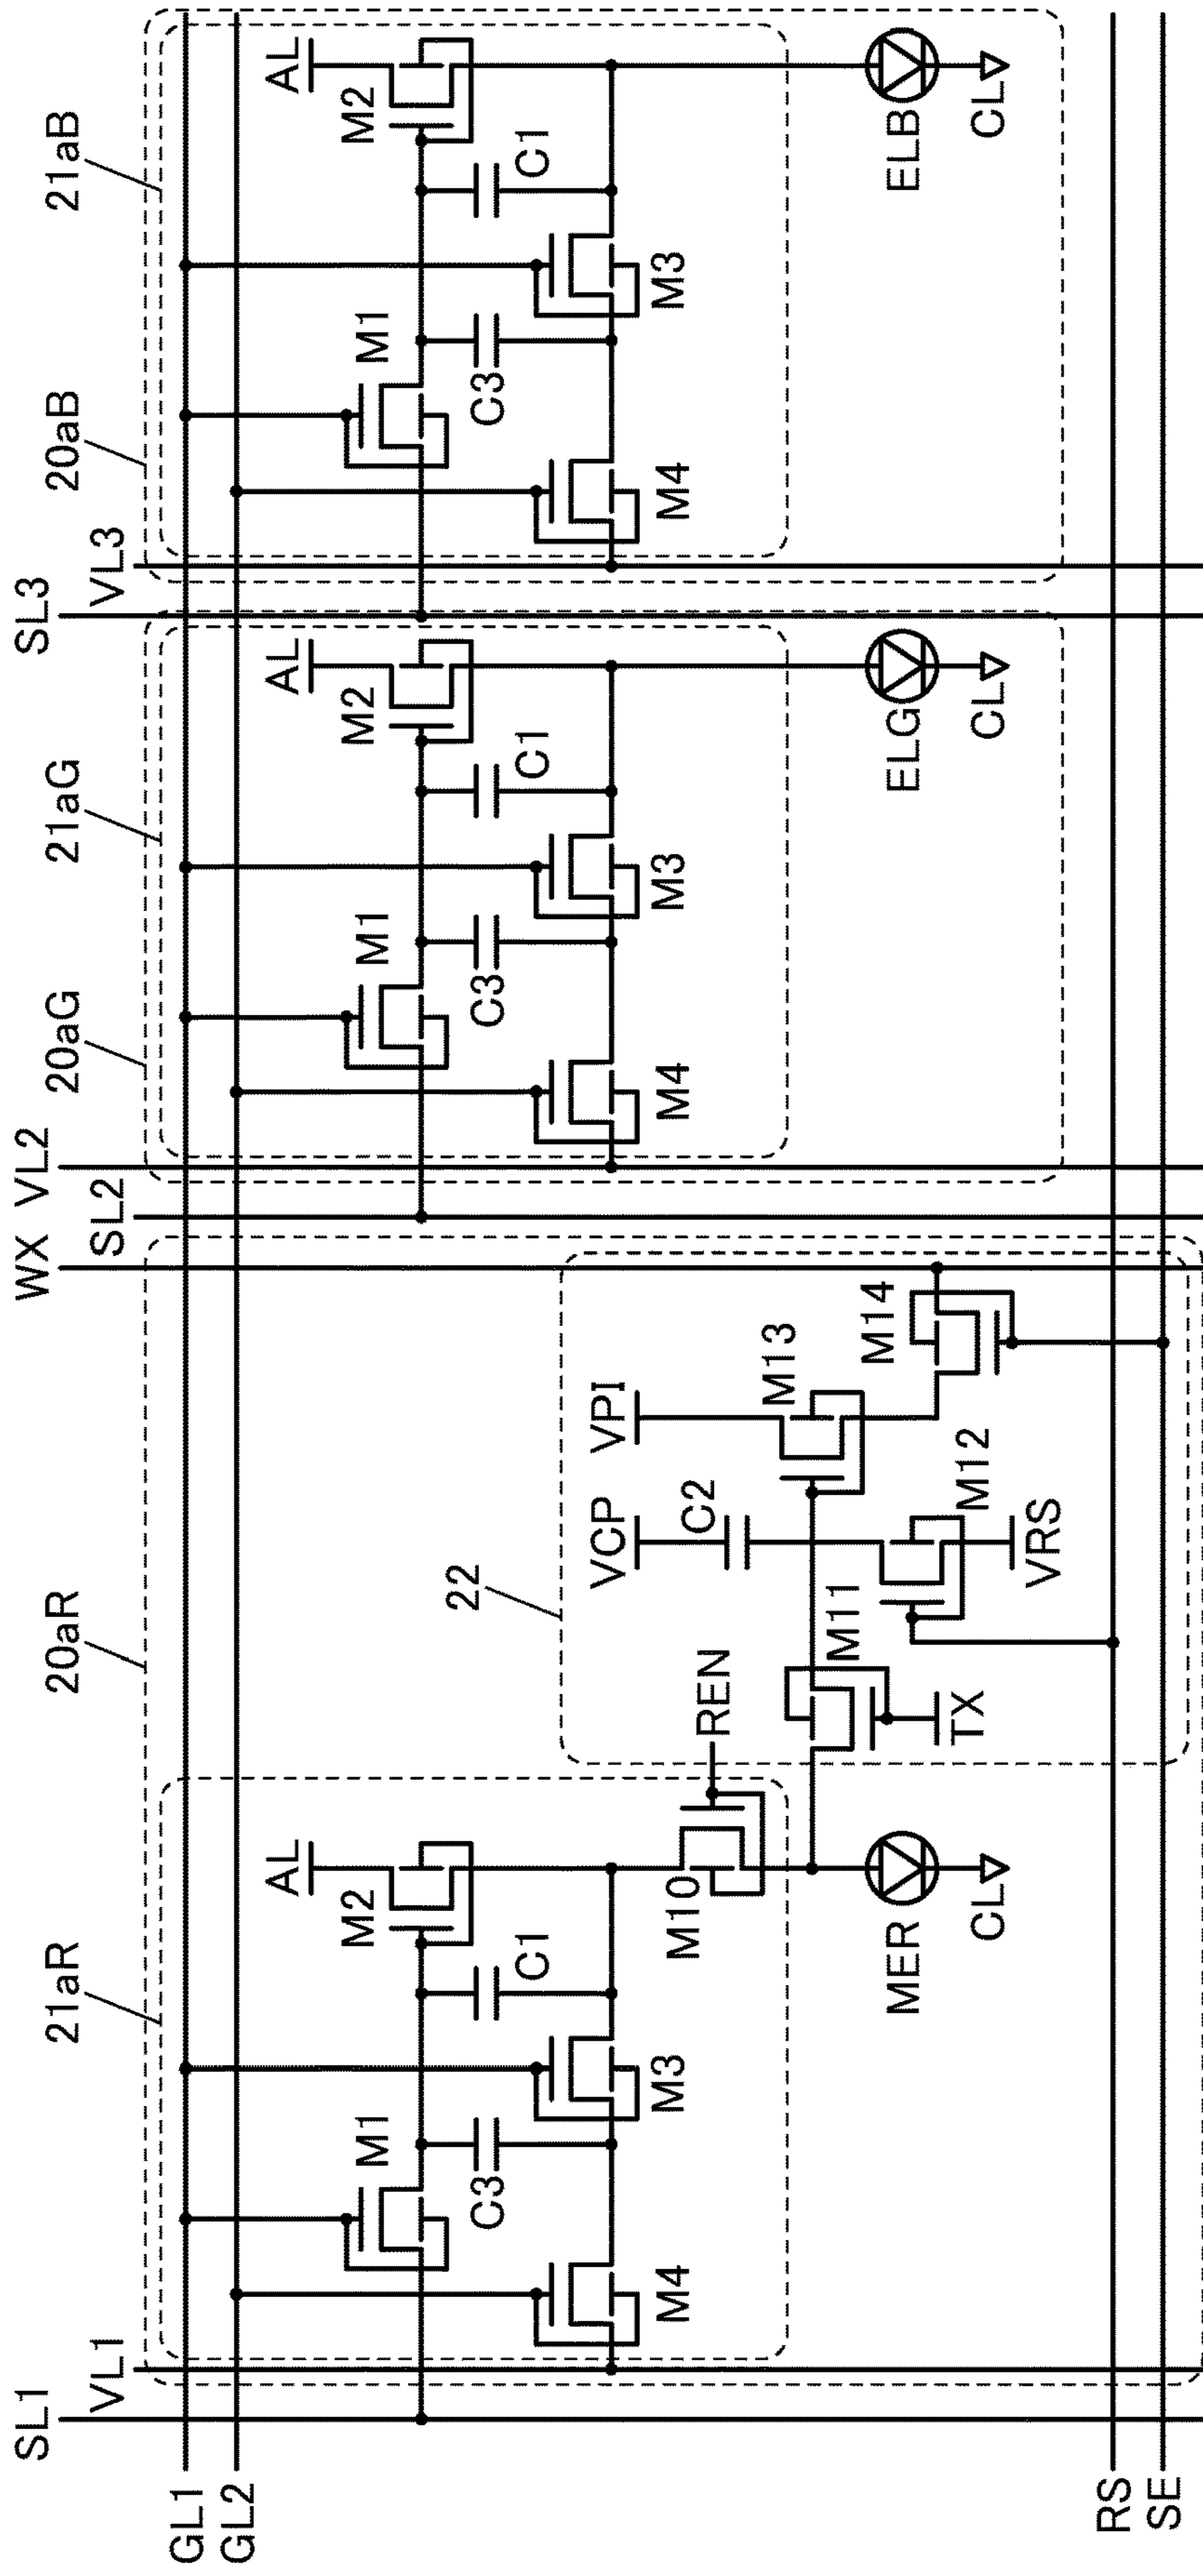 SL1
VL1
20aR
21aR
WX
SL2
VL2
20aG
21aG
SL3
VL3
20aB
21aB
GL1
GL2
AL
M2
M1
C1
C3
M3
M4
REN
M10
22
VCP
VPI
C2
M13
M11
M12
M14
TX
VRS
MER
CL
AL
M2
M1
C1
C3
M3
M4
ELG
CL
AL
M2
M1
C1
C3
M3
M4
ELB
CL
RS
SE